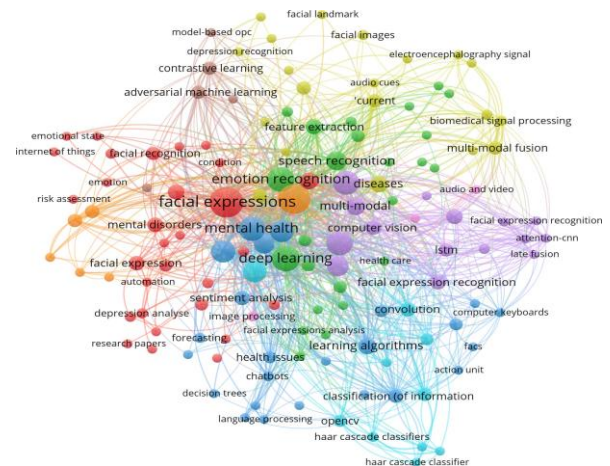 facial landmark
model-based opc
facial images
depression recognition
electroencephalography signal
contrastive learning
audio cues
adversarial machine learning
'current
biomedical signal processing
feature extraction
emotional state
multi-modal fusion
internet of things
facial recognition
speech recognition
condition
emotion recognition
emotion
diseases
audio and video
risk assessment
facial expressions
multi-modal
facial expression recognition
mental disorders
mental health
computer vision
attention-cnn
lstm
late fusion
deep learning
health care
facial expression
automation
sentiment analysis
facial expression recognition
depression analyse
image processing
convolution
computer keyboards
facial expressions analysis
research papers
forecasting
learning algorithms
facs
health issues
action unit
chatbots
decision trees
classification (of information
language processing
opencv
haar cascade classifiers
haar cascade classifier